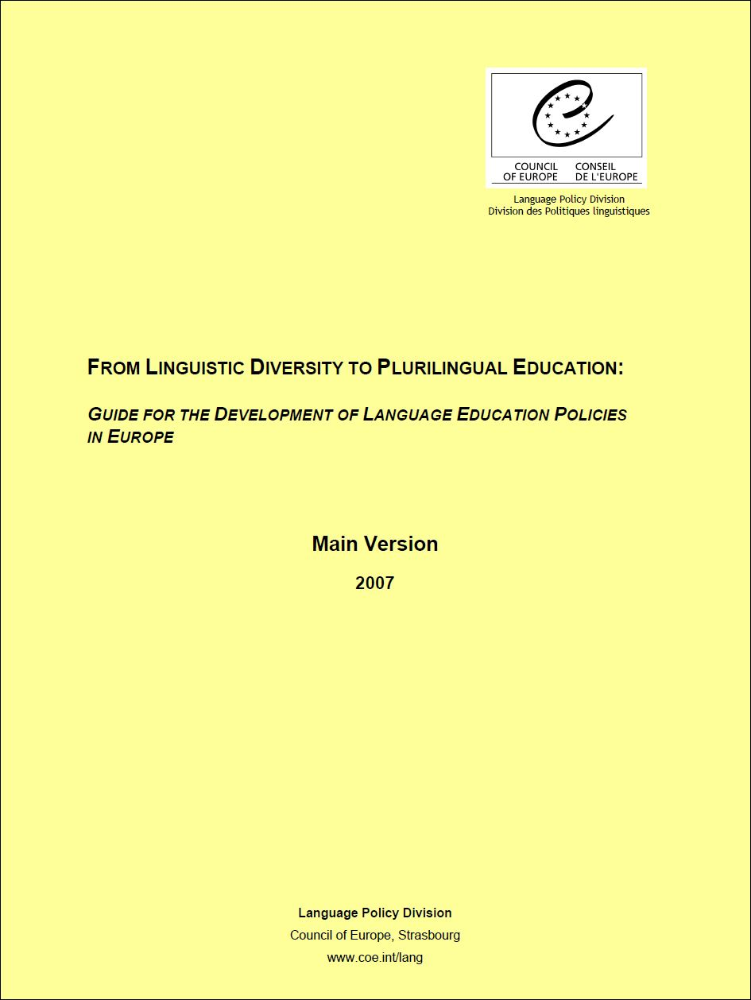 COUNCIL OF EUROPE
CONSEIL DE L'EUROPE
Language Policy Division
Division des Politiques linguistiques
FROM LINGUISTIC DIVERSITY TO PLURILINGUAL EDUCATION:
GUIDE FOR THE DEVELOPMENT OF LANGUAGE EDUCATION POLICIES
IN EUROPE
Main Version
2007
Language Policy Division
Council of Europe, Strasbourg
www.coe.int/lang